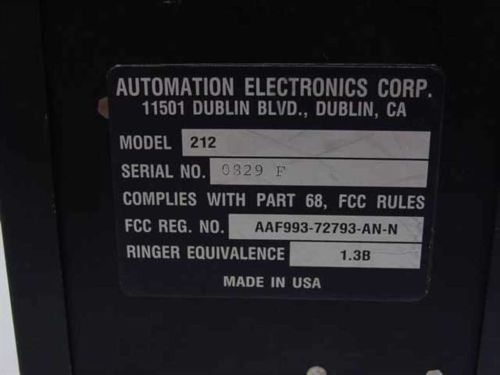 AUTOMATION ELECTRONICS CORP.
11501 DUBLIN BLVD., DUBLIN, CA
MODEL 212
SERIAL NO. 0329 F
COMPLIES WITH PART 68, FCC RULES
FCC REG. NO. AAF993-72793-AN-N
RINGER EQUIVALENCE 1.3B
MADE IN USA